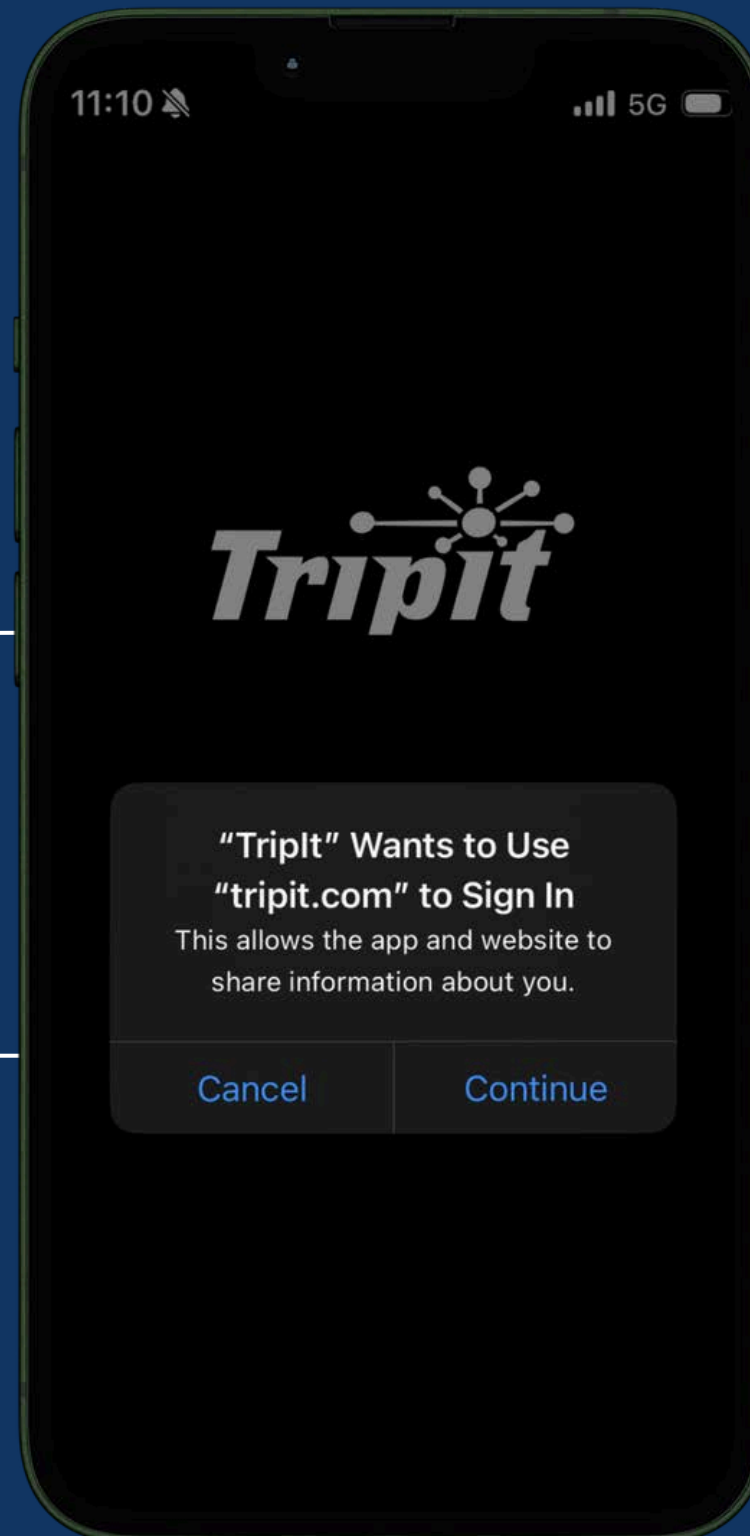 11:10
5G
TripIt
“TripIt” Wants to Use
“tripit.com” to Sign In
This allows the app and website to
share information about you.
Cancel
Continue